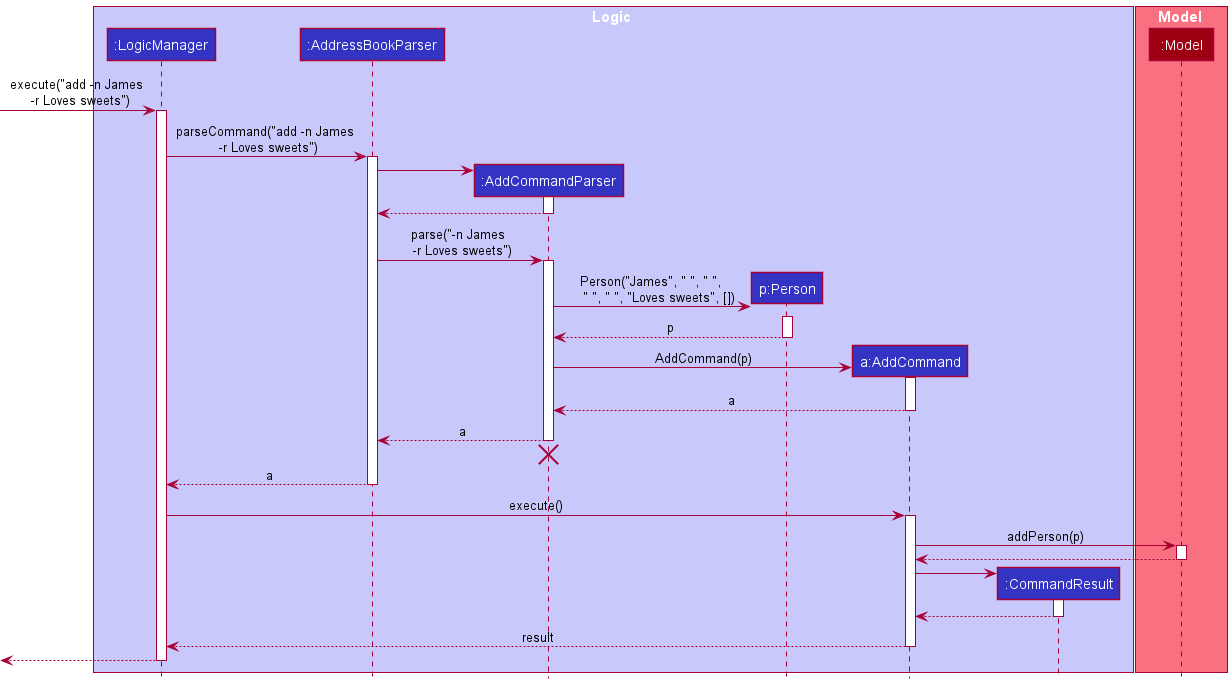 Logic
Model
:LogicManager
:AddressBookParser
:Model
execute("add -n James
-r Loves sweets")
parseCommand("add -n James
-r Loves sweets")
:AddCommandParser
parse("-n James
-r Loves sweets")
Person("James", " ", " ",
" ", " ", "Loves sweets", [])
p:Person
p
AddCommand(p)
a:AddCommand
a
a
a
execute()
addPerson(p)
:CommandResult
result